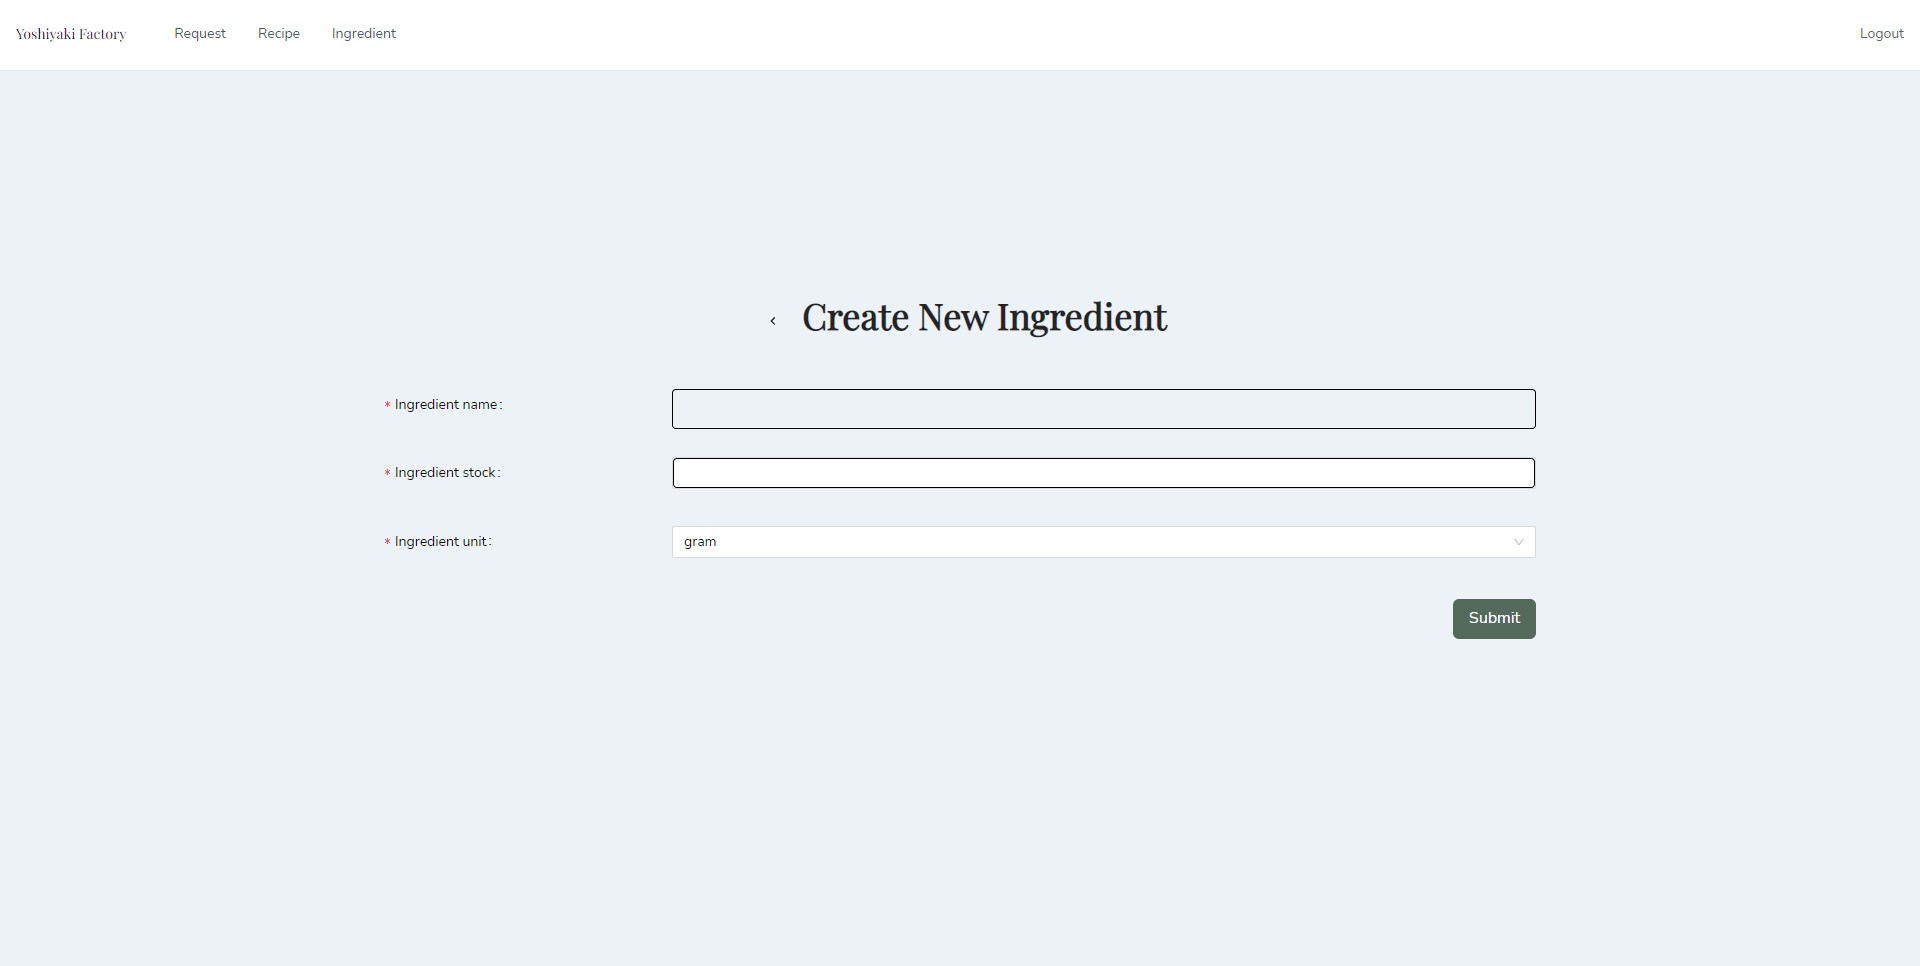 Yoshiyaki Factory Request Recipe Ingredient Logout
< Create New Ingredient
* Ingredient name:
* Ingredient stock:
* Ingredient unit: gram
Submit